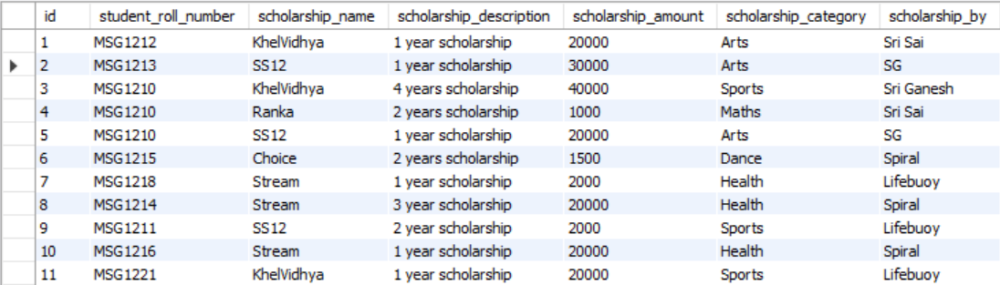 id student_roll_number scholarship_name scholarship_description scholarship_amount scholarship_category scholarship_by
1 MSG1212 KhelVidhya 1 year scholarship 20000 Arts Sri Sai
2 MSG1213 SS12 1 year scholarship 30000 Arts SG
3 MSG1210 KhelVidhya 4 years scholarship 40000 Sports Sri Ganesh
4 MSG1210 Ranka 2 years scholarship 1000 Maths Sri Sai
5 MSG1210 SS12 1 year scholarship 20000 Arts SG
6 MSG1215 Choice 2 years scholarship 1500 Dance Spiral
7 MSG1218 Stream 1 year scholarship 2000 Health Lifebuoy
8 MSG1214 Stream 3 year scholarship 20000 Health Spiral
9 MSG1211 SS12 2 year scholarship 2000 Sports Lifebuoy
10 MSG1216 Stream 1 year scholarship 20000 Health Spiral
11 MSG1221 KhelVidhya 1 year scholarship 20000 Sports Lifebuoy